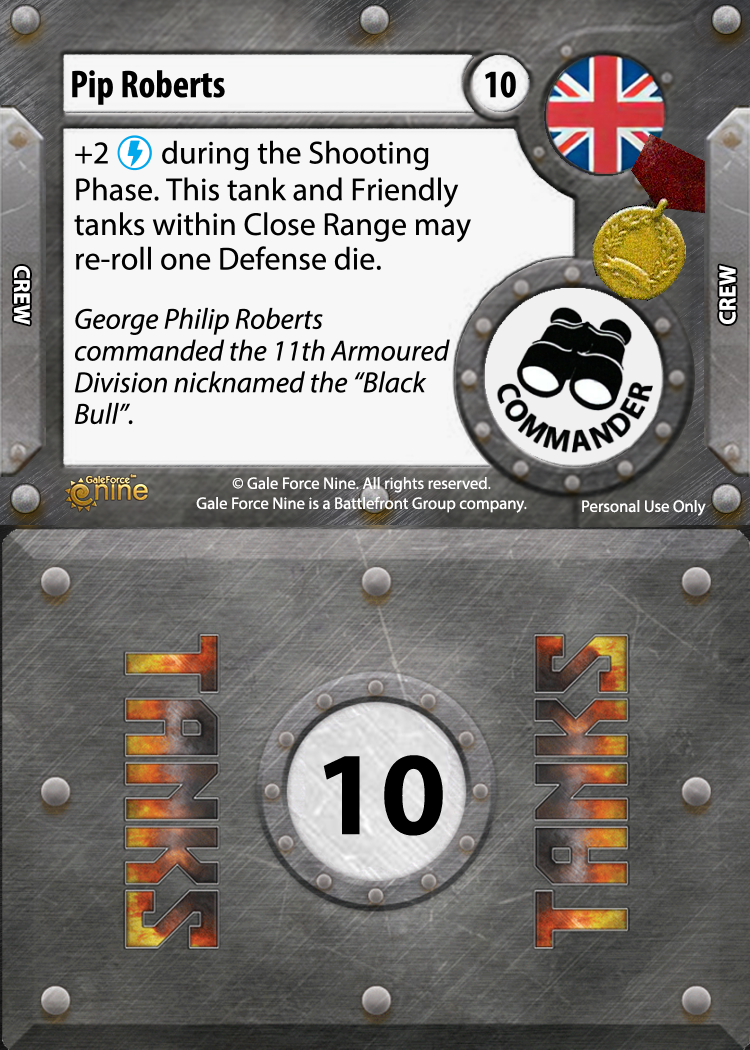 Pip Roberts
10
+2 during the Shooting
Phase. This tank and Friendly
tanks within Close Range may
re-roll one Defense die.
George Philip Roberts
commanded the 11th Armoured
Division nicknamed the “Black
Bull”.
CREW
CREW
COMMANDER
GaleForce™
nine
© Gale Force Nine. All rights reserved.
Gale Force Nine is a Battlefront Group company.
Personal Use Only
TANKS
10
TANKS